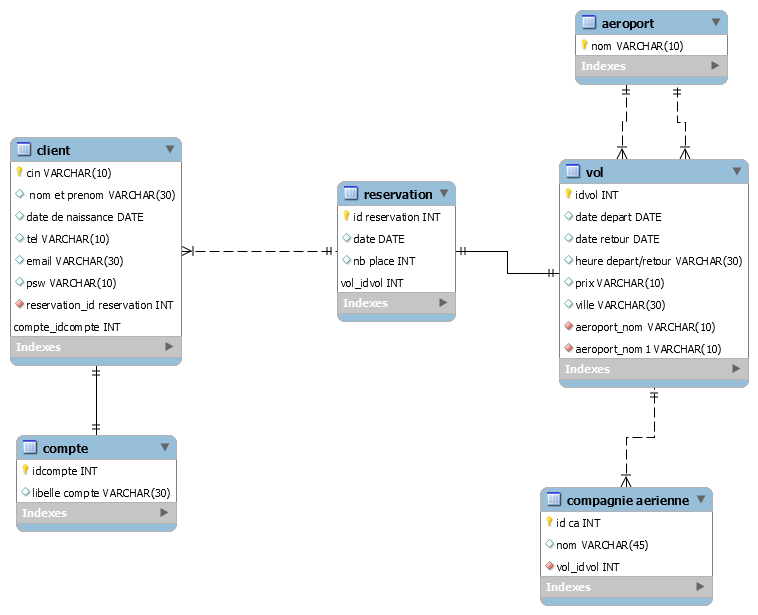 aeroport
nom VARCHAR(10)
Indexes
client
cin VARCHAR(10)
nom et prenom VARCHAR(30)
date de naissance DATE
tel VARCHAR(10)
email VARCHAR(30)
psw VARCHAR(10)
reservation_id reservation INT
compte_idcompte INT
Indexes
reservation
id reservation INT
date DATE
nb place INT
vol_idvol INT
Indexes
vol
idvol INT
date depart DATE
date retour DATE
heure depart/retour VARCHAR(30)
prix VARCHAR(10)
ville VARCHAR(30)
aeroport_nom VARCHAR(10)
aeroport_nom1 VARCHAR(10)
Indexes
compte
idcompte INT
libelle compte VARCHAR(30)
Indexes
compagnie aerienne
id ca INT
nom VARCHAR(45)
vol_idvol INT
Indexes